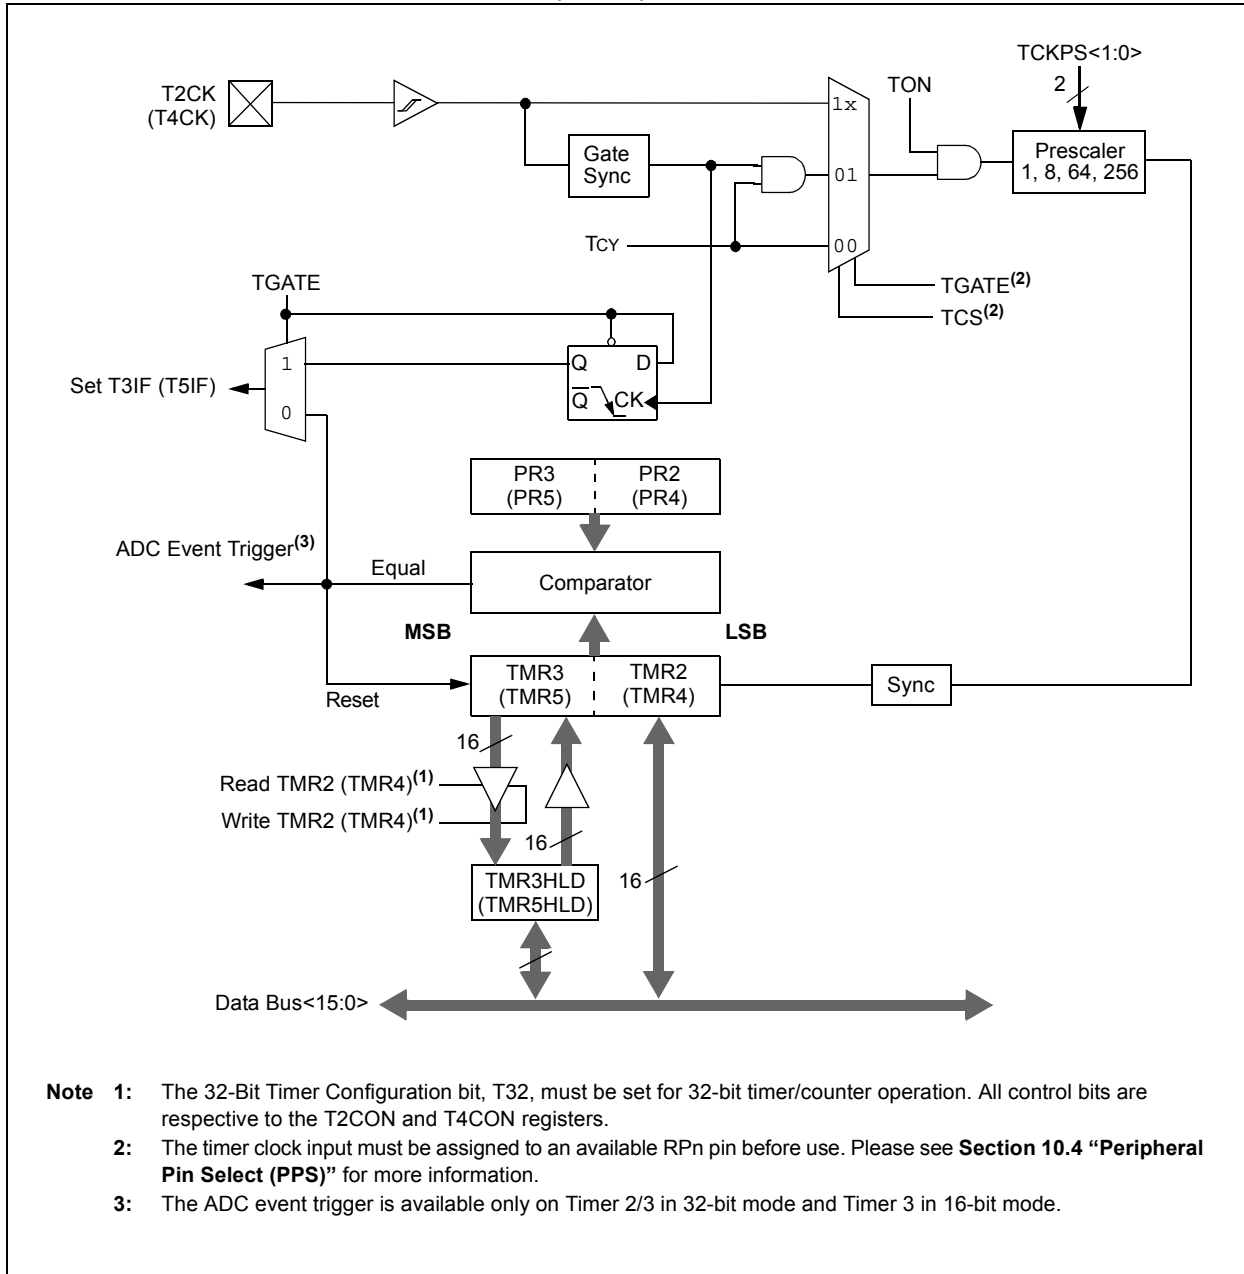 TCKPS<1:0>
2
T2CK
(T4CK)
TON
1x
Gate
Sync
01
Prescaler
1, 8, 64, 256
TCY
00
TGATE(2)
TCS(2)
TGATE
1
Q D
Set T3IF (T5IF)
Q CK
0
PR3
(PR5)
PR2
(PR4)
ADC Event Trigger(3)
Equal
Comparator
MSB
LSB
TMR3
(TMR5)
TMR2
(TMR4)
Sync
Reset
16
Read TMR2 (TMR4)(1)
Write TMR2 (TMR4)(1)
16
TMR3HLD
(TMR5HLD)
16
Data Bus<15:0>
Note 1: The 32-Bit Timer Configuration bit, T32, must be set for 32-bit timer/counter operation. All control bits are
respective to the T2CON and T4CON registers.
2: The timer clock input must be assigned to an available RPn pin before use. Please see Section 10.4 “Peripheral
Pin Select (PPS)” for more information.
3: The ADC event trigger is available only on Timer 2/3 in 32-bit mode and Timer 3 in 16-bit mode.